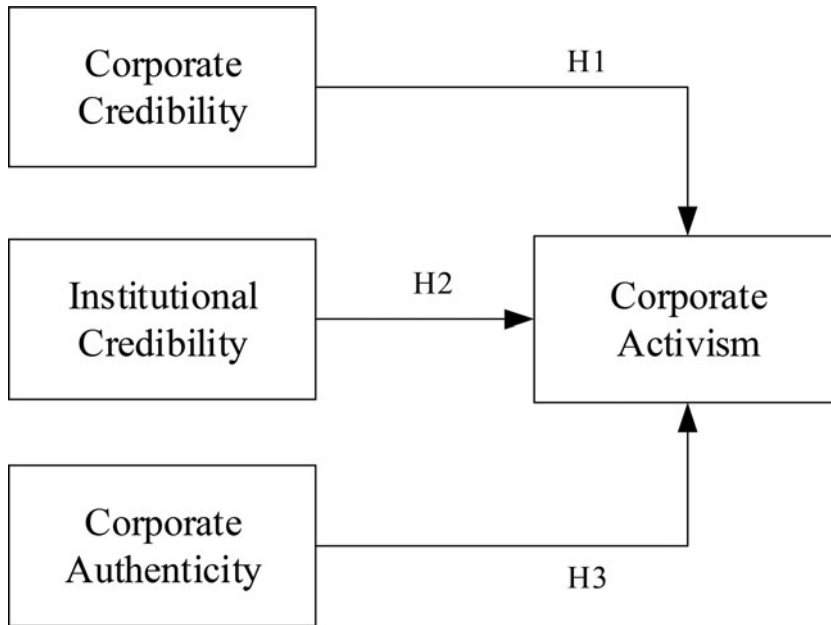 Corporate
Credibility
H1
Institutional
Credibility
H2
Corporate
Activism
Corporate
Authenticity
H3